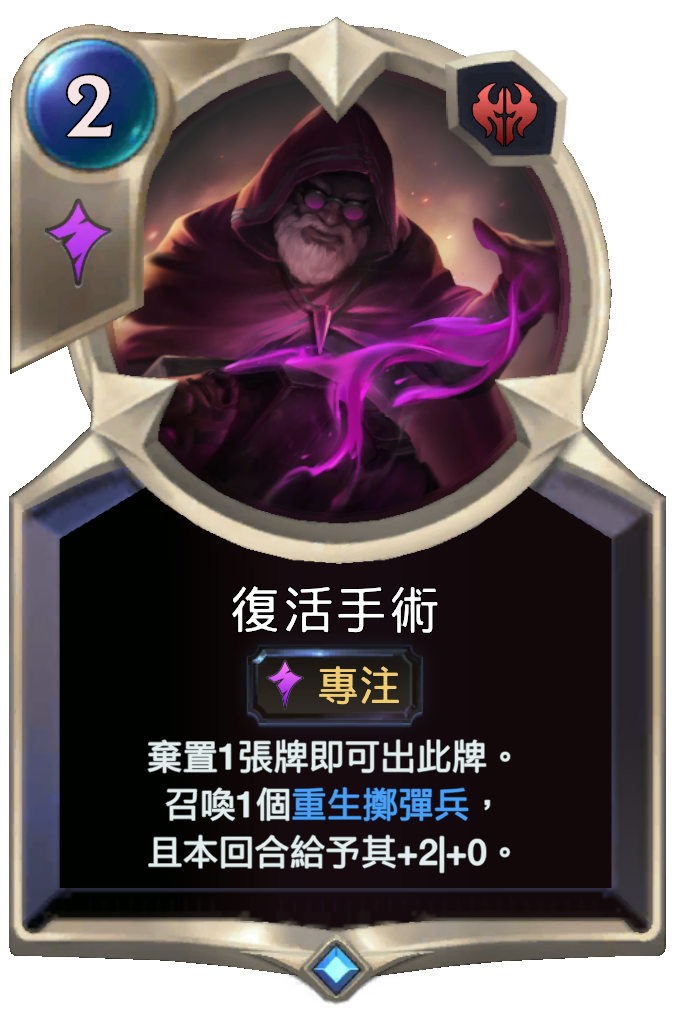 2
復活手術
專注
棄置1張牌即可出此牌。
召喚1個重生擲彈兵，
且本回合給予其+2|+0。